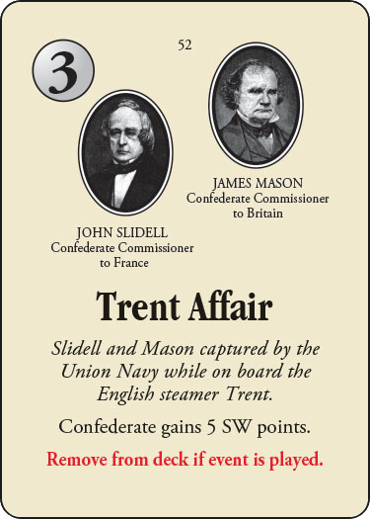 52
3
JAMES MASON
Confederate Commissioner
to Britain
JOHN SLIDELL
Confederate Commissioner
to France
Trent Affair
Slidell and Mason captured by the
Union Navy while on board the
English steamer Trent.
Confederate gains 5 SW points.
Remove from deck if event is played.